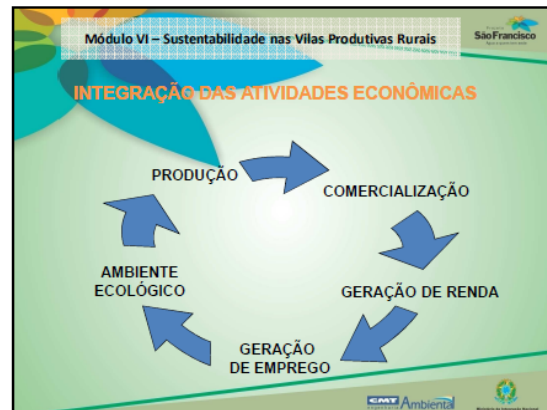 Módulo VI – Sustentabilidade nas Vilas Produtivas Rurais
São Francisco
INTEGRAÇÃO DAS ATIVIDADES ECONÔMICAS
PRODUÇÃO
COMERCIALIZAÇÃO
AMBIENTE
ECOLÓGICO
GERAÇÃO DE RENDA
GERAÇÃO
DE EMPREGO
CMT Ambiental